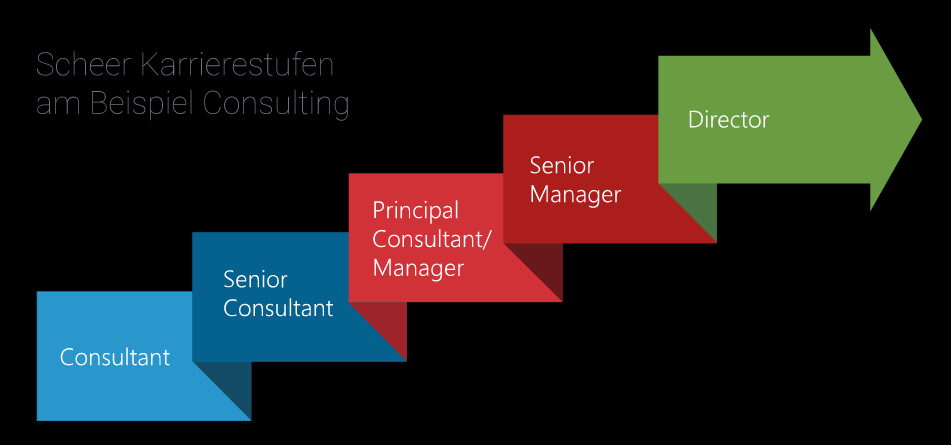 Scheer Karrierestufen
am Beispiel Consulting
Director
Senior
Manager
Principal
Consultant/
Manager
Senior
Consultant
Consultant